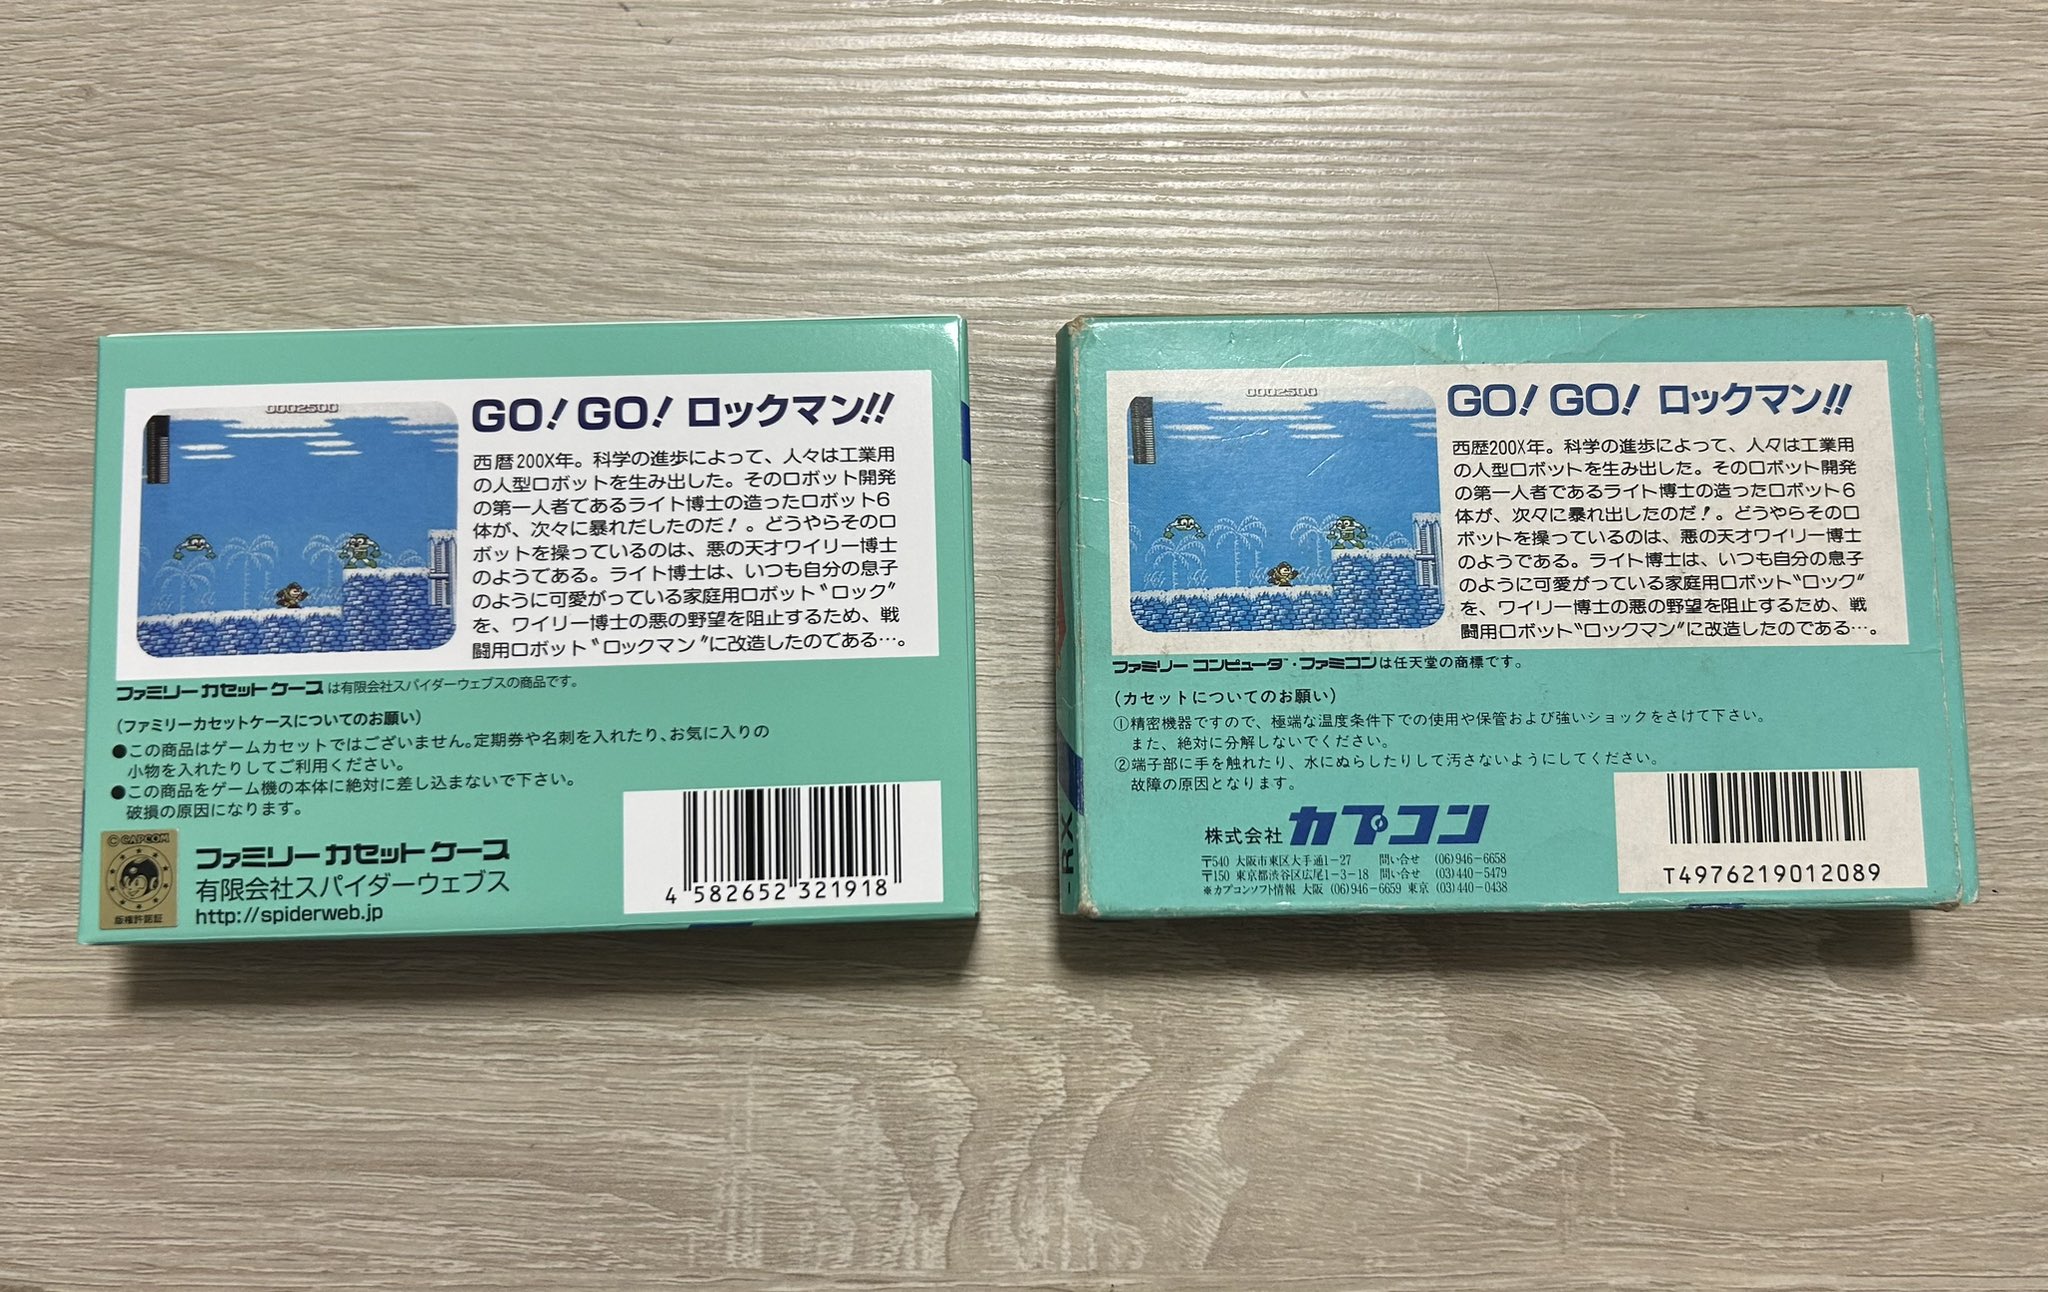 0002500
GO! GO! ロックマン!!
西暦200X年。科学の進歩によって、人々は工業用
の人型ロボットを生み出した。そのロボット開発
の第一人者であるライト博士の造ったロボット6
体が、次々に暴れだしたのだ！。どうやらそのロ
ボットを操っているのは、悪の天才ワイリー博士
のようである。ライト博士は、いつも自分の息子
のように可愛がっている家庭用ロボット〝ロック〟
を、ワイリー博士の悪の野望を阻止するため、戦
闘用ロボット〝ロックマン〟に改造したのである…。
ファミリーカセットケースは有限会社スパイダーウェブスの商品です。
(ファミリーカセットケースについてのお願い)
●この商品はゲームカセットではございません。定期券や名刺を入れたり、お気に入りの
小物を入れたりしてご利用ください。
●この商品をゲーム機の本体に絶対に差し込まないで下さい。
破損の原因になります。
©CAPCOM
版権許諾証
ファミリーカセットケース
有限会社スパイダーウェブス
http://spiderweb.jp
4 582652 321918
0002500
GO! GO! ロックマン!!
西歴200X年。科学の進歩によって、人々は工業用
の人型ロボットを生み出した。そのロボット開発
の第一人者であるライト博士の造ったロボット6
体が、次々に暴れ出したのだ！。どうやらそのロ
ボットを操っているのは、悪の天才ワイリー博士
のようである。ライト博士は、いつも自分の息子
のように可愛がっている家庭用ロボット〝ロック〟
を、ワイリー博士の悪の野望を阻止するため、戦
闘用ロボット〝ロックマン〟に改造したのである…。
ファミリーコンピュータ・ファミコンは任天堂の商標です。
(カセットについてのお願い)
①精密機器ですので、極端な温度条件下での使用や保管および強いショックをさけて下さい。
また、絶対に分解しないでください。
②端子部に手を触れたり、水にぬらしたりして汚さないようにしてください。
故障の原因となります。
株式会社カプコン
〒540 大阪市東区大手通1-27 問い合せ (06)946-6658
〒150 東京都渋谷区広尾1-3-18 問い合せ (03)440-5479
※カプコンソフト情報 大阪 (06)946-6659 東京 (03)440-0438
T4976219012089
-RX